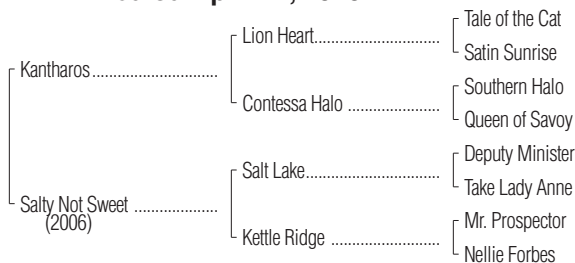 Tale of the Cat
Lion Heart
Satin Sunrise
Kantharos
Southern Halo
Contessa Halo
Queen of Savoy
Deputy Minister
Salt Lake
Take Lady Anne
Salty Not Sweet
(2006)
Mr. Prospector
Kettle Ridge
Nellie Forbes